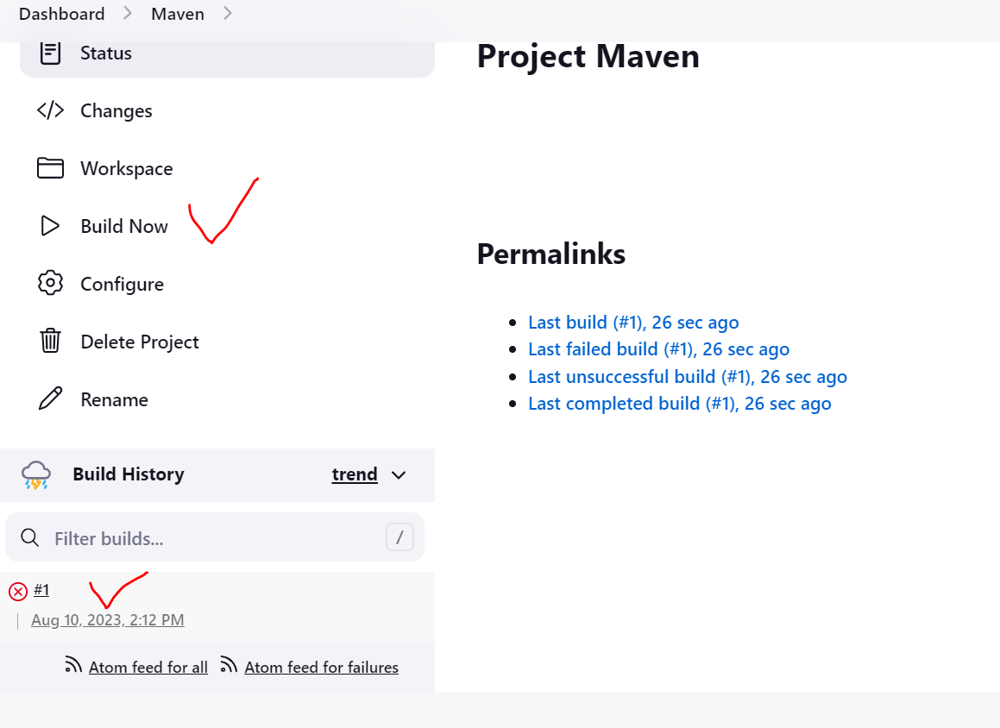 Dashboard > Maven >
Status
Changes
Workspace
Build Now
Configure
Delete Project
Rename
Build History trend
Filter builds... /
#1
Aug 10, 2023, 2:12 PM
Atom feed for all Atom feed for failures
Project Maven
Permalinks
• Last build (#1), 26 sec ago
• Last failed build (#1), 26 sec ago
• Last unsuccessful build (#1), 26 sec ago
• Last completed build (#1), 26 sec ago